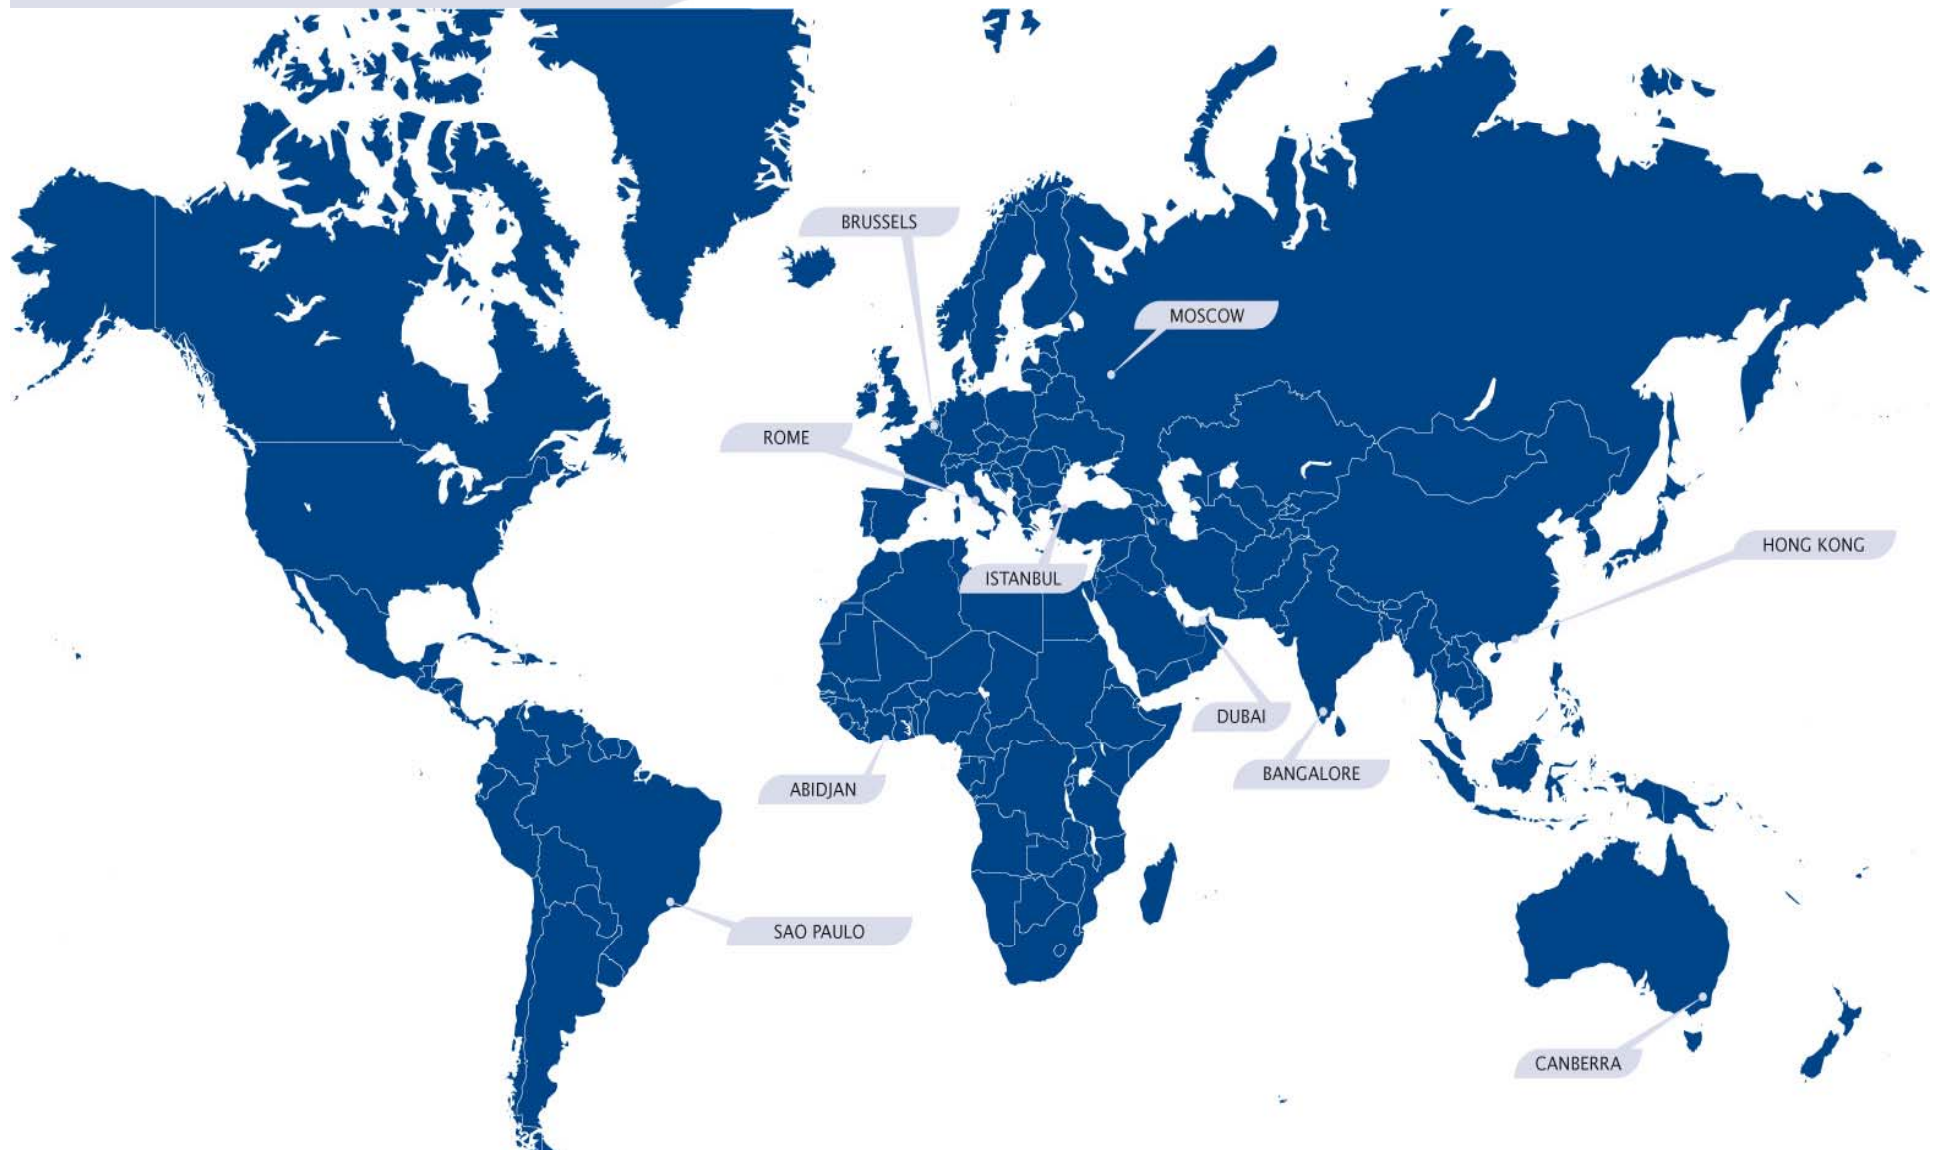 BRUSSELS
MOSCOW
ROME
HONG KONG
ISTANBUL
DUBAI
BANGALORE
ABIDJAN
SAO PAULO
CANBERRA